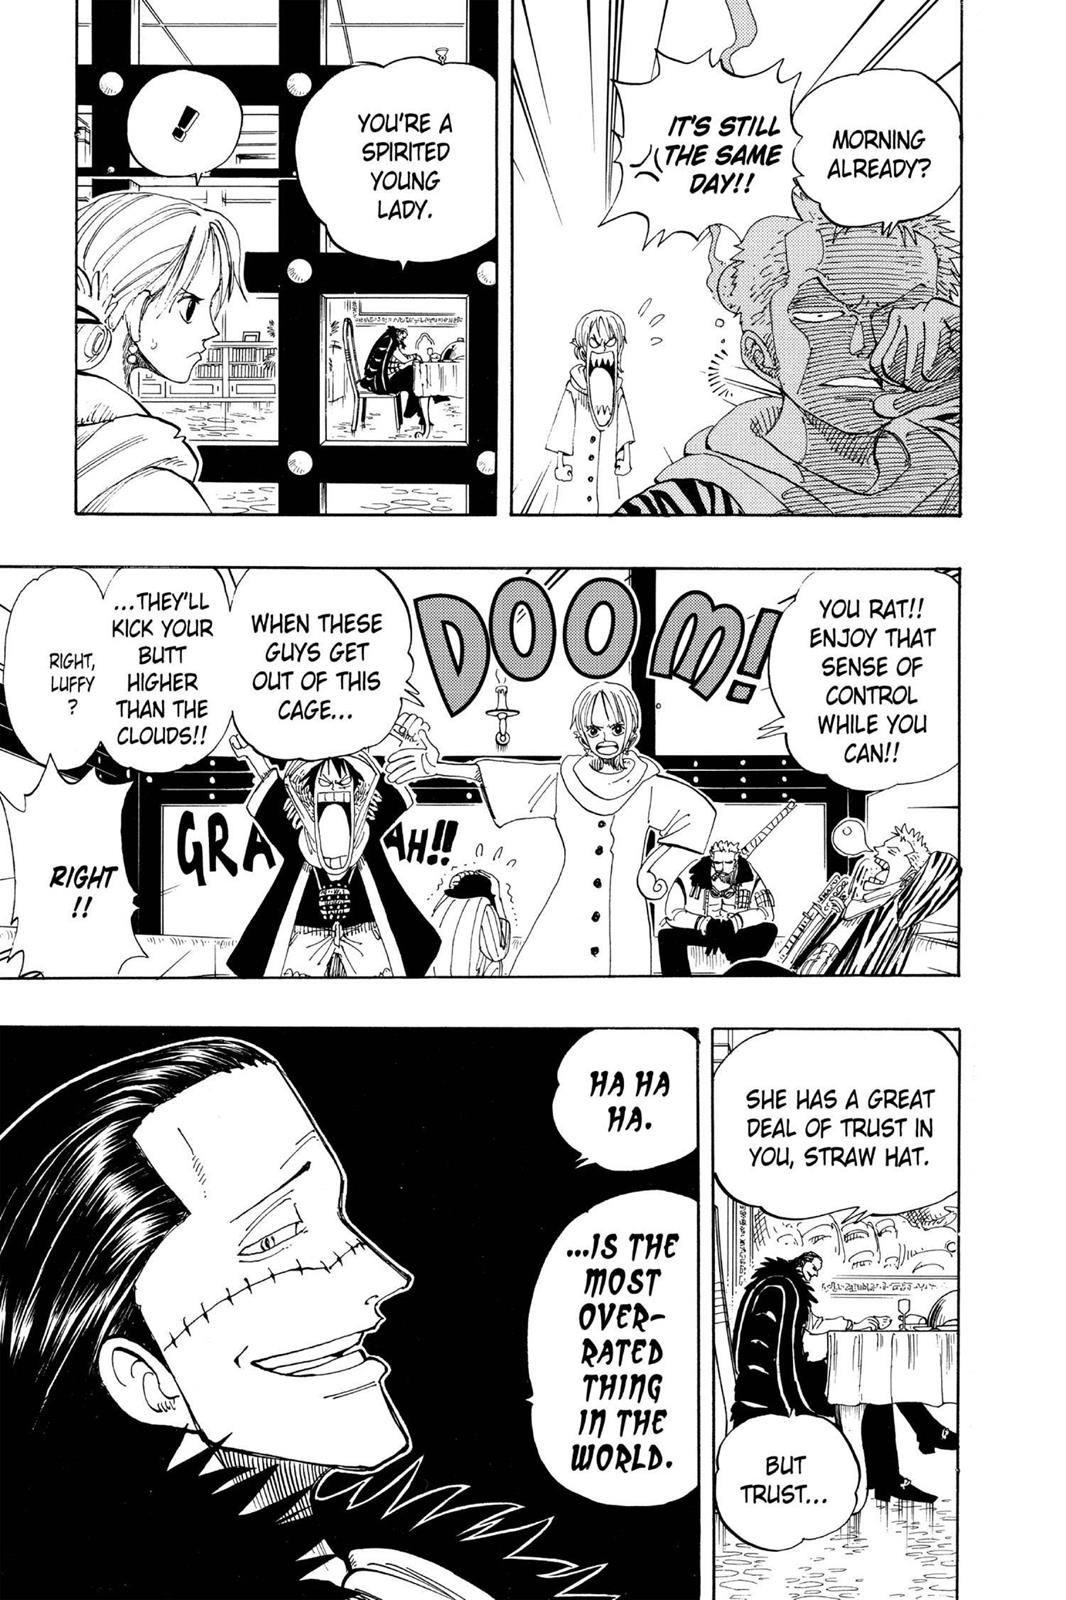 MORNING
ALREADY?
IT'S STILL
THE SAME
DAY!!
YOU'RE A
SPIRITED
YOUNG
LADY.
!
YOU RAT!!
ENJOY THAT
SENSE OF
CONTROL
WHILE YOU
CAN!!
DOOM!
WHEN THESE
GUYS GET
OUT OF THIS
CAGE...
...THEY'LL
KICK YOUR
BUTT
HIGHER
THAN THE
CLOUDS!!
RIGHT,
LUFFY
?
GRA AH!!
RIGHT
!!
SHE HAS A GREAT
DEAL OF TRUST IN
YOU, STRAW HAT.
BUT
TRUST...
HA HA
HA.
...IS THE
MOST
OVER-
RATED
THING
IN THE
WORLD.